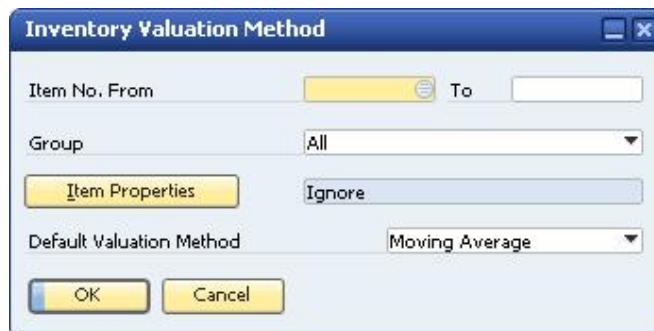 Inventory Valuation Method
Item No. From To
Group All
Item Properties Ignore
Default Valuation Method Moving Average
OK Cancel